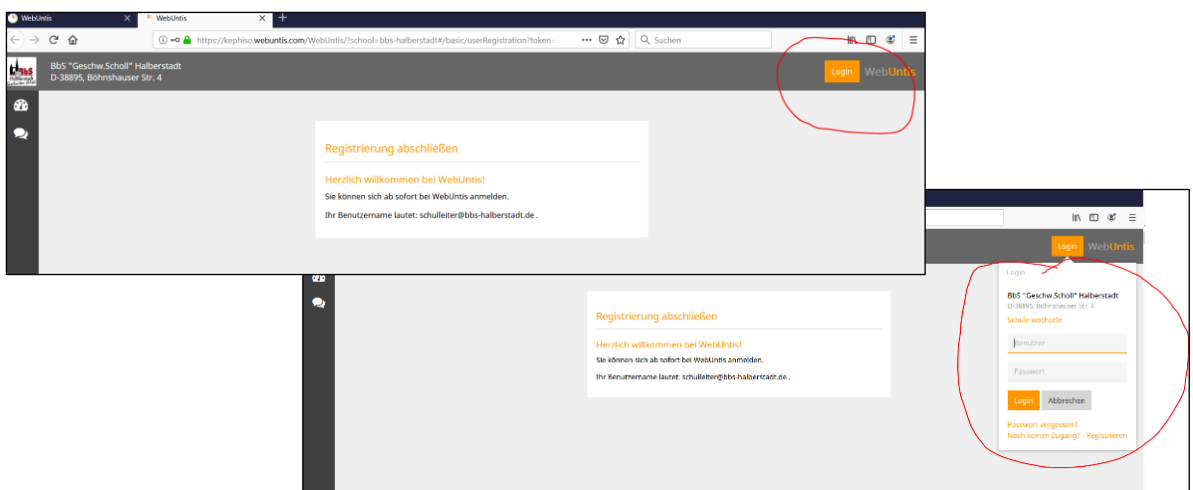 WebUntis
WebUntis
https://kephiso.webuntis.com/WebUntis/?school=bbs-halberstadt#/basic/userRegistration?token=
Suchen
BbS "Geschw.Scholl" Halberstadt
D-38895, Böhnshauser Str. 4
Login
WebUntis
Registrierung abschließen
Herzlich willkommen bei WebUntis!
Sie können sich ab sofort bei WebUntis anmelden.
Ihr Benutzername lautet: schulleiter@bbs-halberstadt.de .
Login
WebUntis
Login
BbS "Geschw.Scholl" Halberstadt
D-38895, Böhnshauser Str. 4
Schule wechseln
Benutzer
Passwort
Login
Abbrechen
Passwort vergessen?
Noch keinen Zugang? - Registrieren
Registrierung abschließen
Herzlich willkommen bei WebUntis!
Sie können sich ab sofort bei WebUntis anmelden.
Ihr Benutzername lautet: schulleiter@bbs-halberstadt.de .